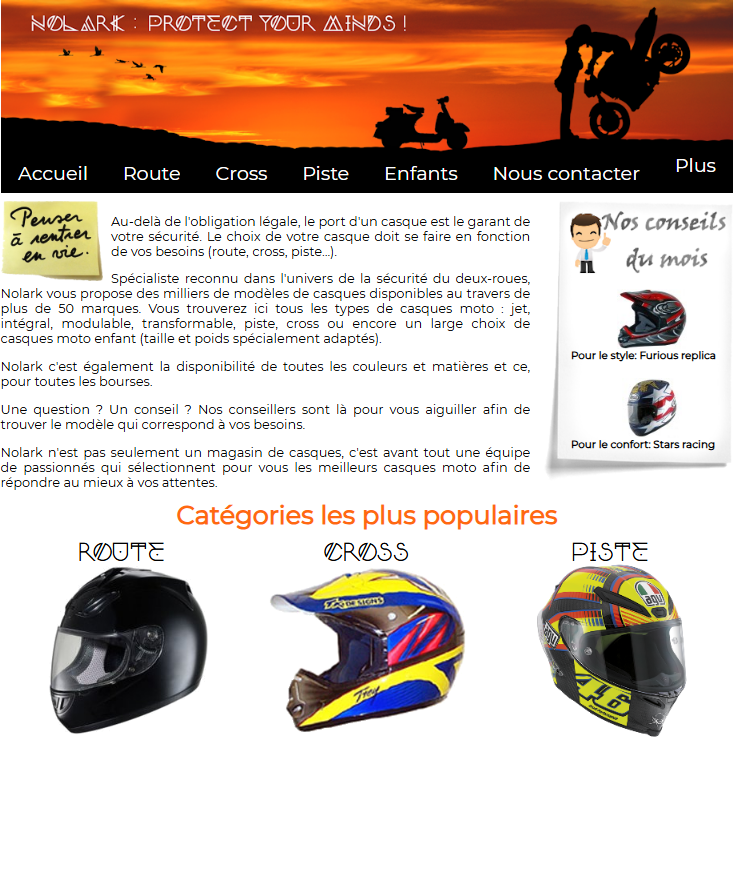 NOLARK : PROTECT YOUR MINDS !
Accueil Route Cross Piste Enfants Nous contacter Plus
Penser
à rentrer
en vie.
Au-delà de l'obligation légale, le port d'un casque est le garant de
votre sécurité. Le choix de votre casque doit se faire en fonction
de vos besoins (route, cross, piste...).
Spécialiste reconnu dans l'univers de la sécurité du deux-roues,
Nolark vous propose des milliers de modèles de casques disponibles au travers de
plus de 50 marques. Vous trouverez ici tous les types de casques moto : jet,
intégral, modulable, transformable, piste, cross ou encore un large choix de
casques moto enfant (taille et poids spécialement adaptés).
Nolark c'est également la disponibilité de toutes les couleurs et matières et ce,
pour toutes les bourses.
Une question ? Un conseil ? Nos conseillers sont là pour vous aiguiller afin de
trouver le modèle qui correspond à vos besoins.
Nolark n'est pas seulement un magasin de casques, c'est avant tout une équipe
de passionnés qui sélectionnent pour vous les meilleurs casques moto afin de
répondre au mieux à vos attentes.
Nos conseils
du mois
Pour le style: Furious replica
Pour le confort: Stars racing
Catégories les plus populaires
ROUTE
CROSS
PISTE
DESIGNS
Troy
agv
agv
46